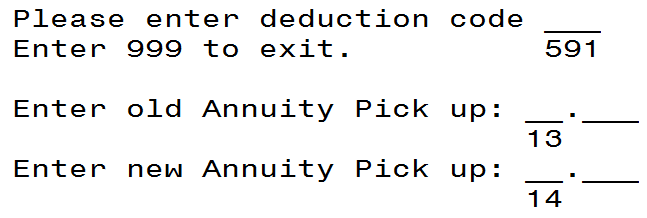 Please enter deduction code ___
Enter 999 to exit. 591
Enter old Annuity Pick up: __.___
13
Enter new Annuity Pick up: __.___
14